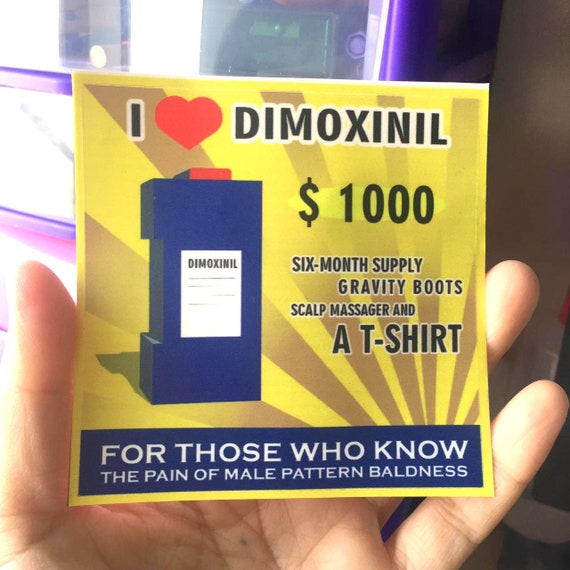 I ❤ DIMOXINIL
$ 1000
DIMOXINIL
SIX-MONTH SUPPLY
GRAVITY BOOTS
SCALP MASSAGER AND
A T-SHIRT
FOR THOSE WHO KNOW
THE PAIN OF MALE PATTERN BALDNESS